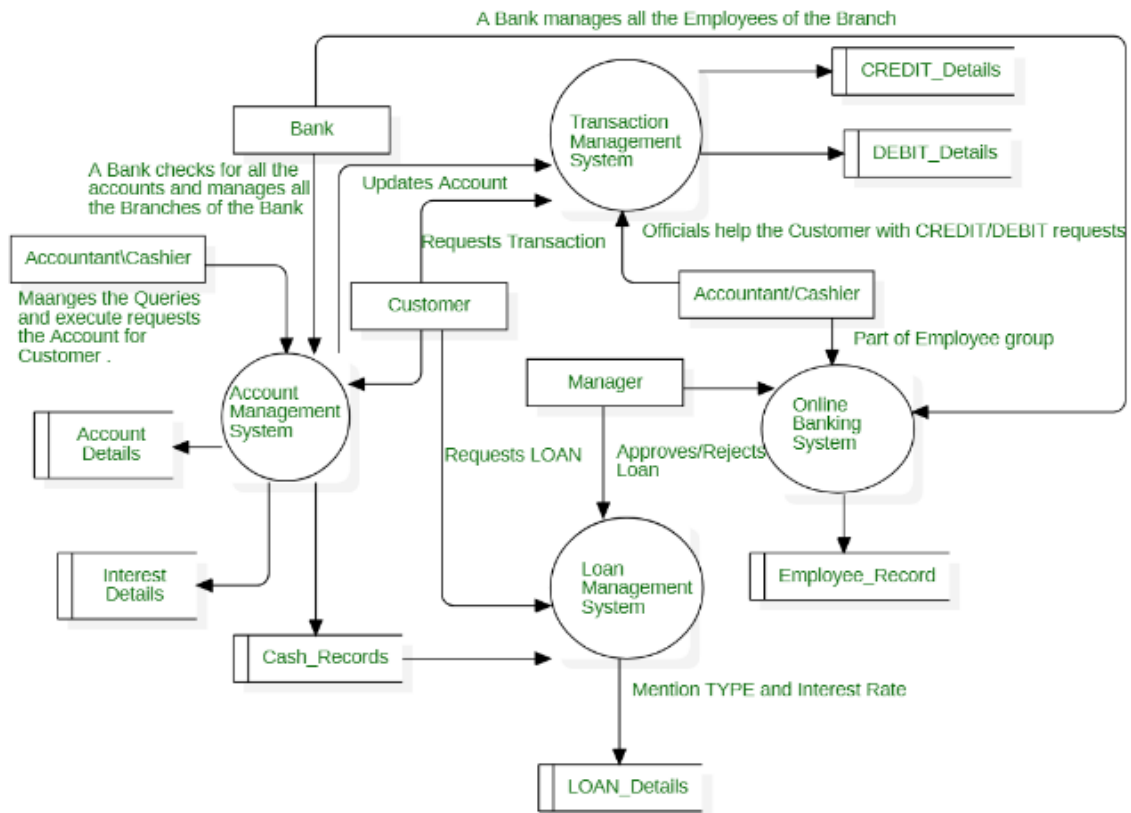 A Bank manages all the Employees of the Branch
CREDIT_Details
Transaction
Management
System
Bank
DEBIT_Details
A Bank checks for all the
accounts and manages all
the Branches of the Bank
Updates Account
Requests Transaction
Officials help the Customer with CREDIT/DEBIT requests
Accountant\Cashier
Maanges the Queries
and execute requests
the Account for
Customer .
Customer
Accountant/Cashier
Part of Employee group
Manager
Account
Management
System
Online
Banking
System
Account
Details
Requests LOAN
Approves/Rejects
Loan
Interest
Details
Loan
Management
System
Employee_Record
Cash_Records
Mention TYPE and Interest Rate
LOAN_Details